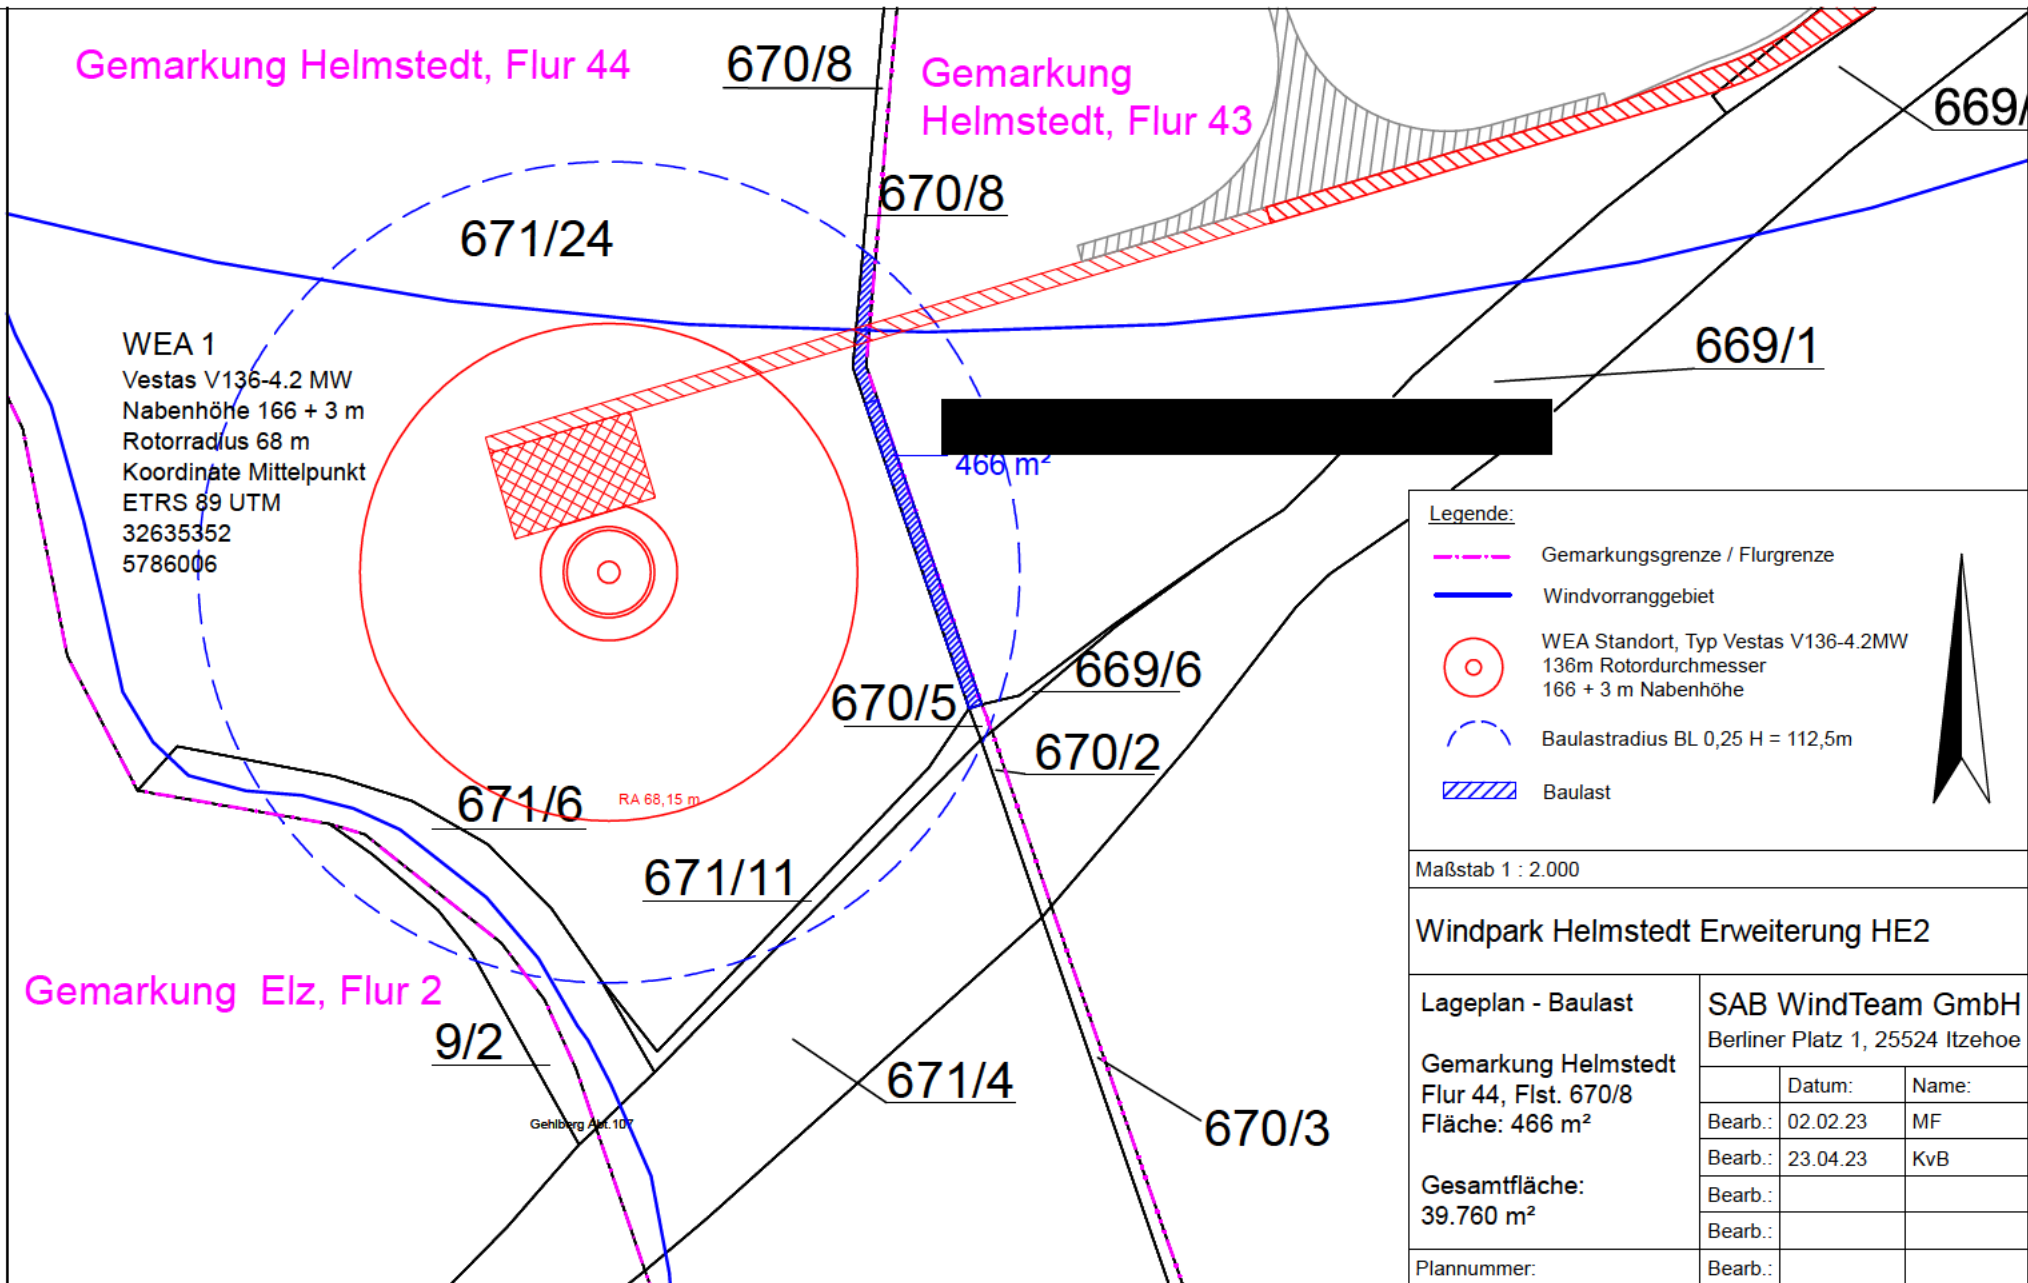 Gemarkung Helmstedt, Flur 44
670/8
Gemarkung
Helmstedt, Flur 43
669/
670/8
671/24
WEA 1
Vestas V136-4.2 MW
Nabenhöhe 166 + 3 m
Rotorradius 68 m
Koordinate Mittelpunkt
ETRS 89 UTM
32635352
5786006
669/1
466 m²
669/6
670/5
670/2
671/6
RA 68,15 m
671/11
Gemarkung Elz, Flur 2
9/2
671/4
670/3
Gehlberg Abt.107
Legende:
Gemarkungsgrenze / Flurgrenze
Windvorranggebiet
WEA Standort, Typ Vestas V136-4.2MW
136m Rotordurchmesser
166 + 3 m Nabenhöhe
Baulastradius BL 0,25 H = 112,5m
Baulast
Maßstab 1 : 2.000
Windpark Helmstedt Erweiterung HE2
Lageplan - Baulast
Gemarkung Helmstedt
Flur 44, Flst. 670/8
Fläche: 466 m²
Gesamtfläche:
39.760 m²
Plannummer:
SAB WindTeam GmbH
Berliner Platz 1, 25524 Itzehoe
Datum: Name:
Bearb.: 02.02.23 MF
Bearb.: 23.04.23 KvB
Bearb.:
Bearb.:
Bearb.: